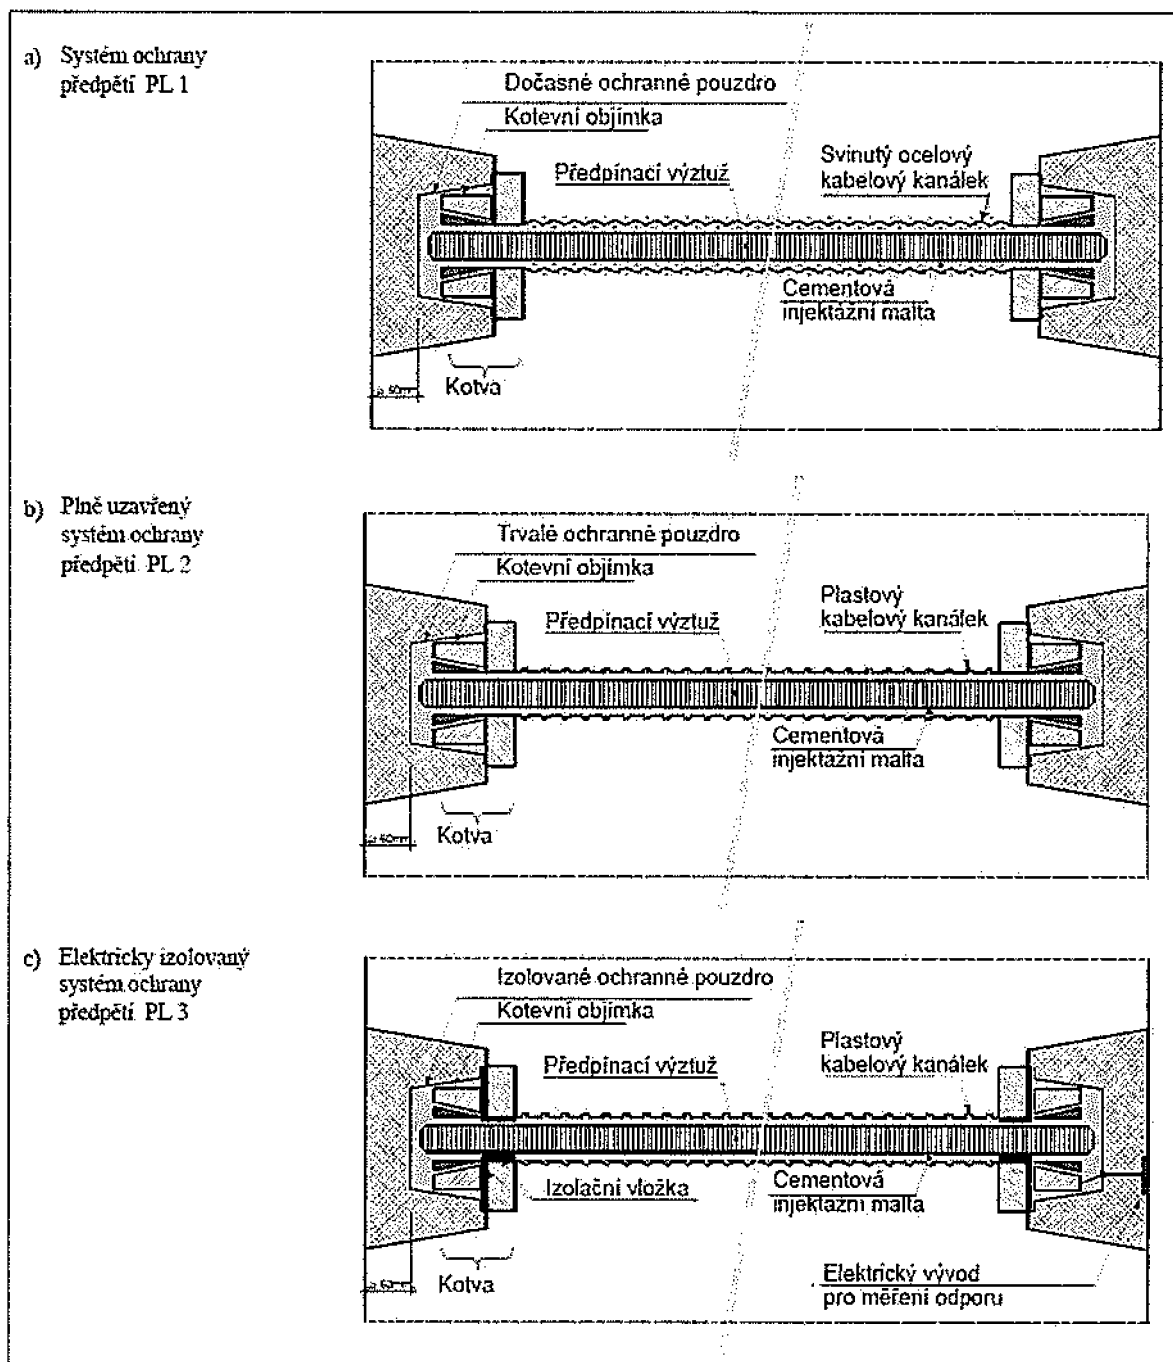 a) Systém ochrany
předpětí PL 1
Dočasné ochranné pouzdro
Kotevní objímka
Předpínací výztuž
Svinutý ocelový
kabelový kanálek
Cementová
injektážní malta
Kotva
b) Plně uzavřený
systém ochrany
předpětí PL 2
Trvalé ochranné pouzdro
Kotevní objímka
Předpínací výztuž
Plastový
kabelový kanálek
Cementová
injektážní malta
Kotva
c) Elektricky izolovaný
systém ochrany
předpětí PL 3
Izolované ochranné pouzdro
Kotevní objímka
Předpínací výztuž
Plastový
kabelový kanálek
Izolační vložka
Cementová
injektážní malta
Kotva
Elektrický vývod
pro měření odporu